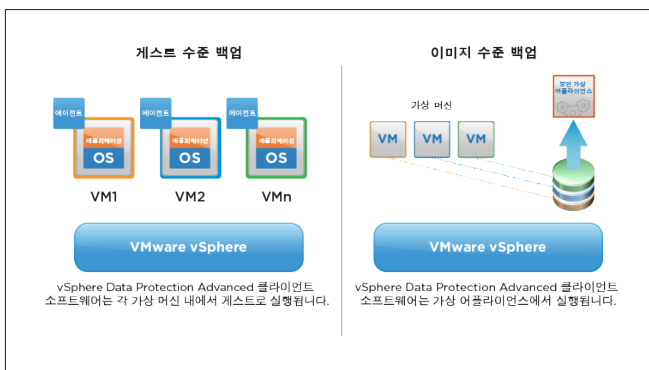 게스트 수준 백업
에이전트
에이전트
에이전트
애플리케이션
애플리케이션
애플리케이션
OS
OS
OS
VM1
VM2
VMn
VMware vSphere
vSphere Data Protection Advanced 클라이언트
소프트웨어는 각 가상 머신 내에서 게스트로 실행됩니다.
이미지 수준 백업
보안 가상
어플라이언스
가상 머신
VM
VM
VM
VMware vSphere
vSphere Data Protection Advanced 클라이언트
소프트웨어는 가상 어플라이언스에서 실행됩니다.